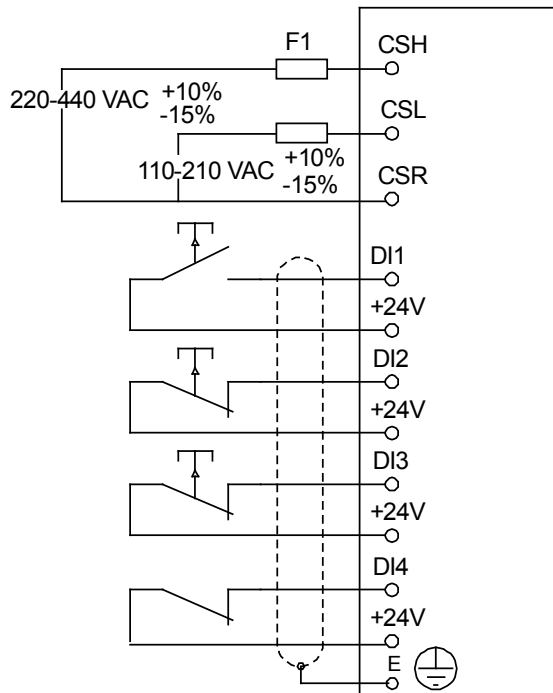 F1
CSH
220-440 VAC +10%
-15%
CSL
110-210 VAC +10%
-15%
CSR
DI1
+24V
DI2
+24V
DI3
+24V
DI4
+24V
E